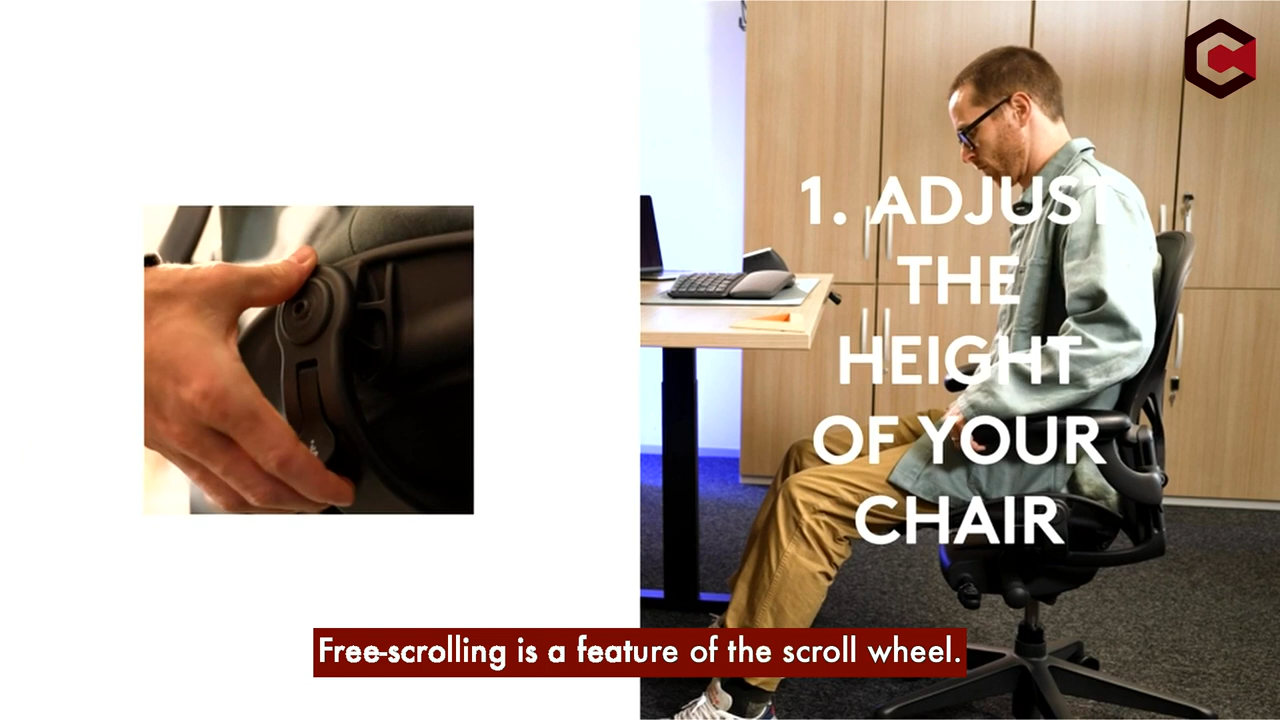 1. ADJUST
THE
HEIGHT
OF YOUR
CHAIR
Free-scrolling is a feature of the scroll wheel.